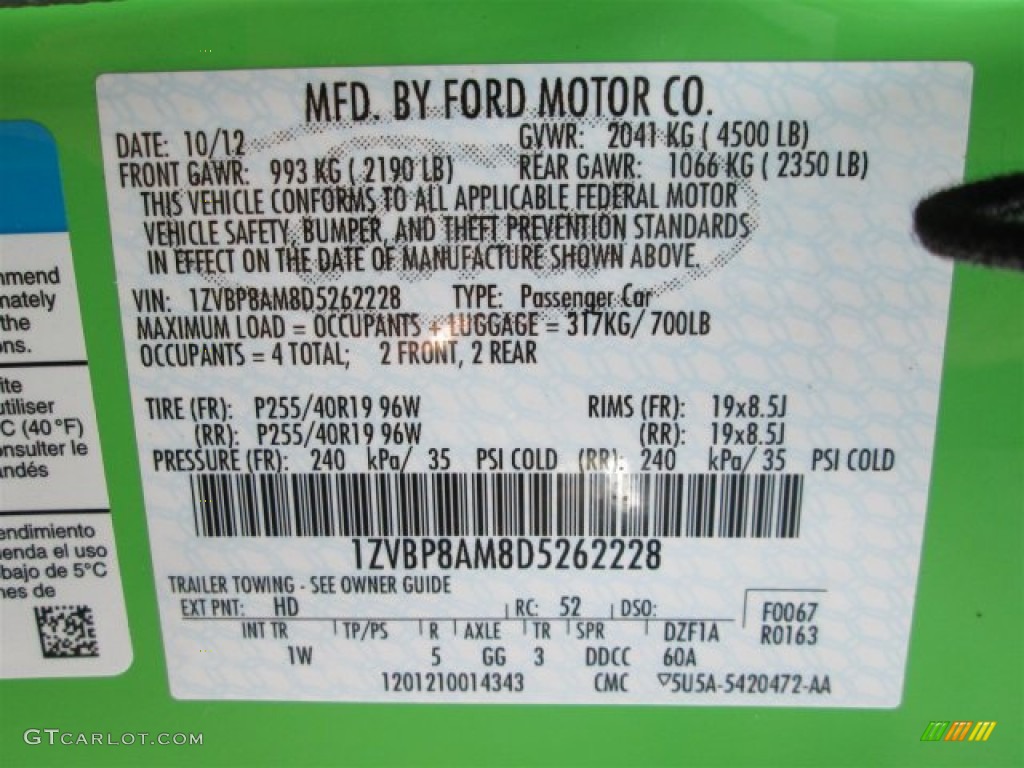 MFD. BY FORD MOTOR CO.
DATE: 10/12 GVWR: 2041 KG ( 4500 LB)
FRONT GAWR: 993 KG ( 2190 LB) REAR GAWR: 1066 KG ( 2350 LB)
THIS VEHICLE CONFORMS TO ALL APPLICABLE FEDERAL MOTOR
VEHICLE SAFETY, BUMPER, AND THEFT PREVENTION STANDARDS
IN EFFECT ON THE DATE OF MANUFACTURE SHOWN ABOVE.
VIN: 1ZVBP8AM8D5262228 TYPE: Passenger Car
MAXIMUM LOAD = OCCUPANTS + LUGGAGE = 317KG/ 700LB
OCCUPANTS = 4 TOTAL; 2 FRONT, 2 REAR
TIRE (FR): P255/40R19 96W RIMS (FR): 19x8.5J
(RR): P255/40R19 96W (RR): 19x8.5J
PRESSURE (FR): 240 kPa/ 35 PSI COLD (RR): 240 kPa/ 35 PSI COLD
1ZVBP8AM8D5262228
TRAILER TOWING - SEE OWNER GUIDE
EXT PNT: HD RC: 52 DSO: F0067
INT TR TP/PS R AXLE TR SPR DZF1A R0163
1W 5 GG 3 DDCC 60A
1201210014343 CMC 5U5A-5420472-AA
mmend
nately
the
ons.
ite
utiliser
C (40 °F)
onsulter le
andés
endimiento
enda el uso
bajo de 5°C
nes de
GTCARLOT.COM